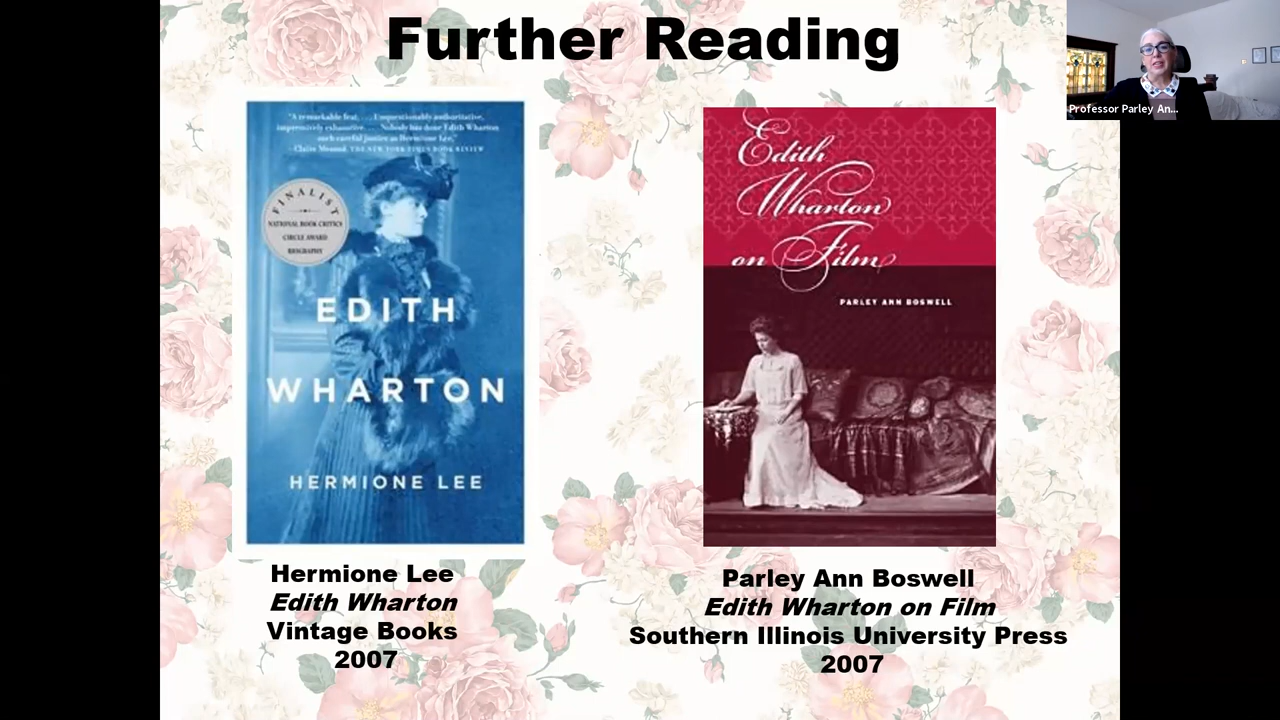 Further Reading
"A remarkable feat. . . . Unquestionably authoritative,
impressively exhaustive. . . . Nobody has done Edith Wharton
such careful justice as Hermione Lee."
—Claire Messud, THE NEW YORK TIMES BOOK REVIEW
FINALIST
NATIONAL BOOK CRITICS
CIRCLE AWARD
BIOGRAPHY
EDITH
WHARTON
HERMIONE LEE
Hermione Lee
Edith Wharton
Vintage Books
2007
Edith
Wharton
on Film
PARLEY ANN BOSWELL
Parley Ann Boswell
Edith Wharton on Film
Southern Illinois University Press
2007
Professor Parley An...